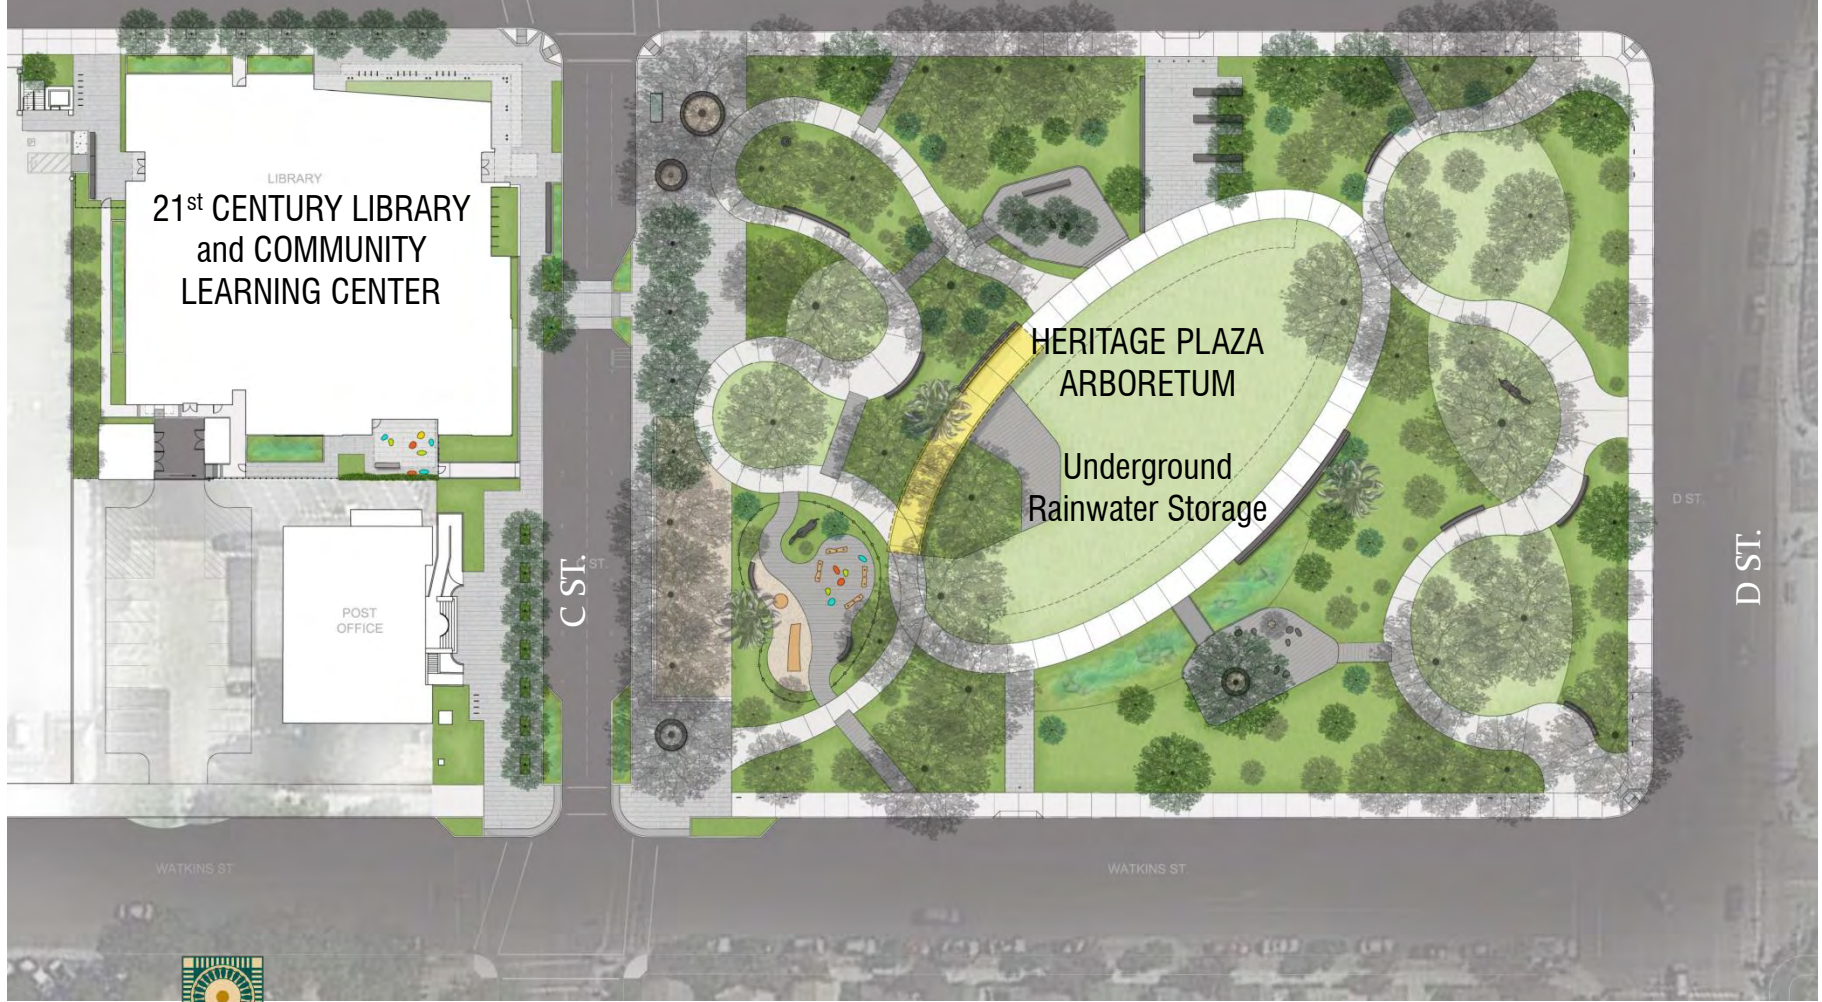 LIBRARY
21st CENTURY LIBRARY
and COMMUNITY
LEARNING CENTER
HERITAGE PLAZA
ARBORETUM
Underground
Rainwater Storage
POST
OFFICE
C ST.
ST.
D ST.
D ST.
WATKINS ST
WATKINS ST.